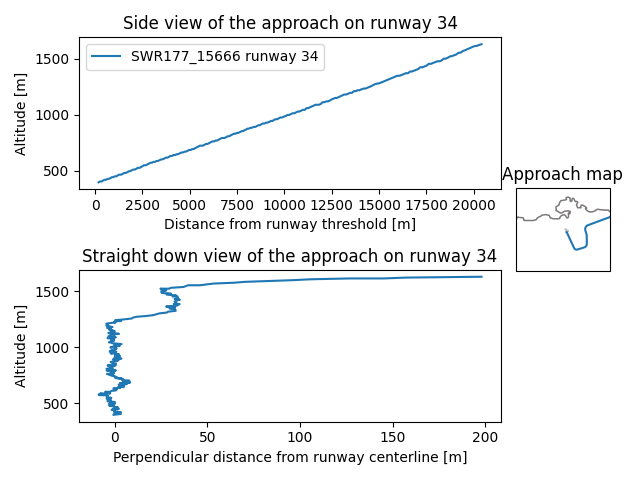 Side view of the approach on runway 34
Altitude [m]
1500
1000
500
SWR177_15666 runway 34
0 2500 5000 7500 10000 12500 15000 17500 20000
Distance from runway threshold [m]
Approach map
Straight down view of the approach on runway 34
Altitude [m]
1500
1000
500
0 50 100 150 200
Perpendicular distance from runway centerline [m]